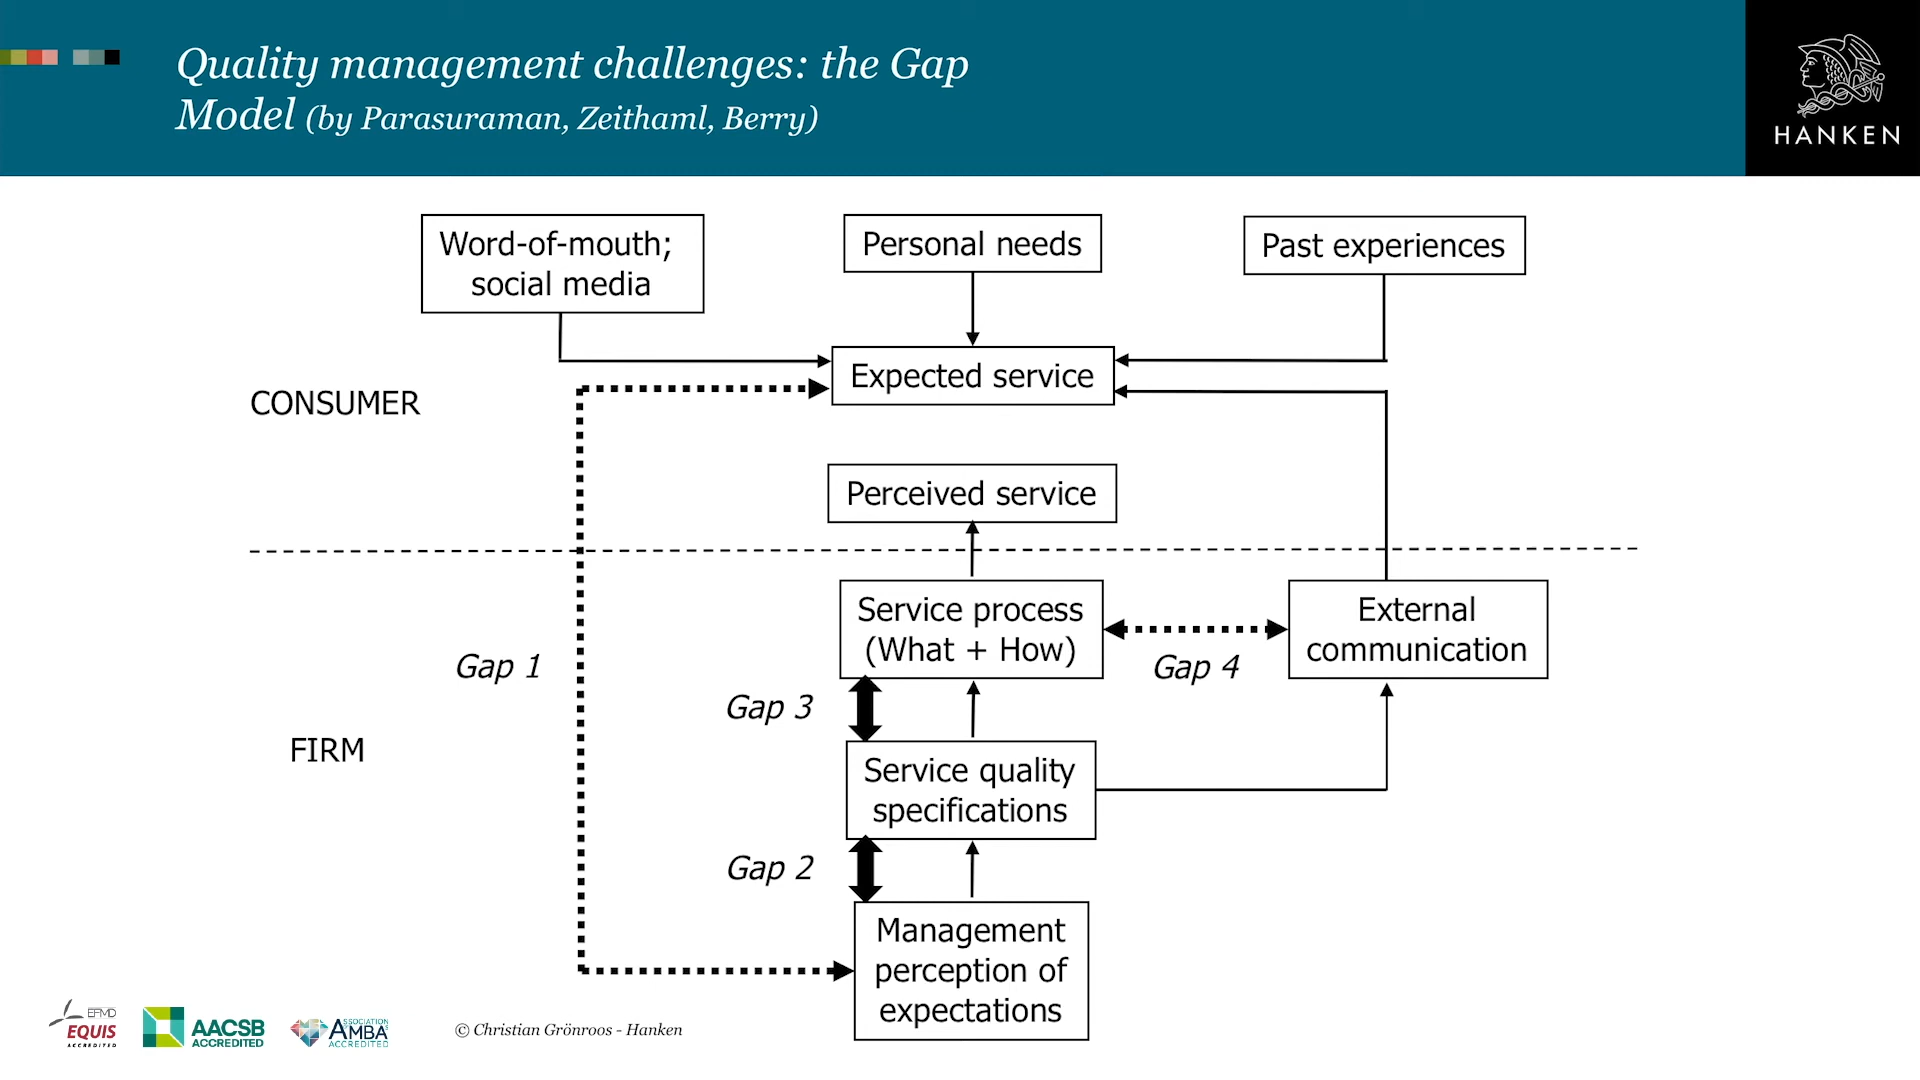 Quality management challenges: the Gap
Model (by Parasuraman, Zeithaml, Berry)
HANKEN
Word-of-mouth;
social media
Personal needs
Past experiences
Expected service
CONSUMER
Perceived service
Service process
(What + How)
External
communication
Gap 1
Gap 4
Gap 3
FIRM
Service quality
specifications
Gap 2
Management
perception of
expectations
EFMD
EQUIS
ACCREDITED
AACSB
ACCREDITED
ASSOCIATION
AMBA
ACCREDITED
© Christian Grönroos - Hanken